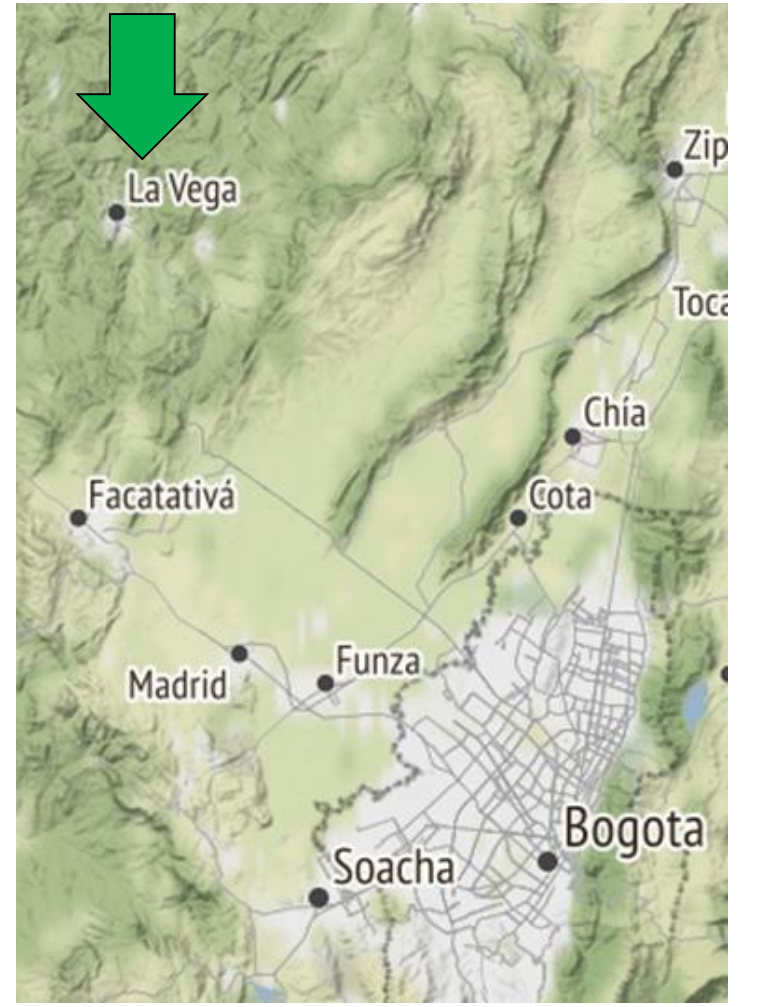 Zip
La Vega
Toca
Chía
Facatativá
Cota
Funza
Madrid
Bogota
Soacha